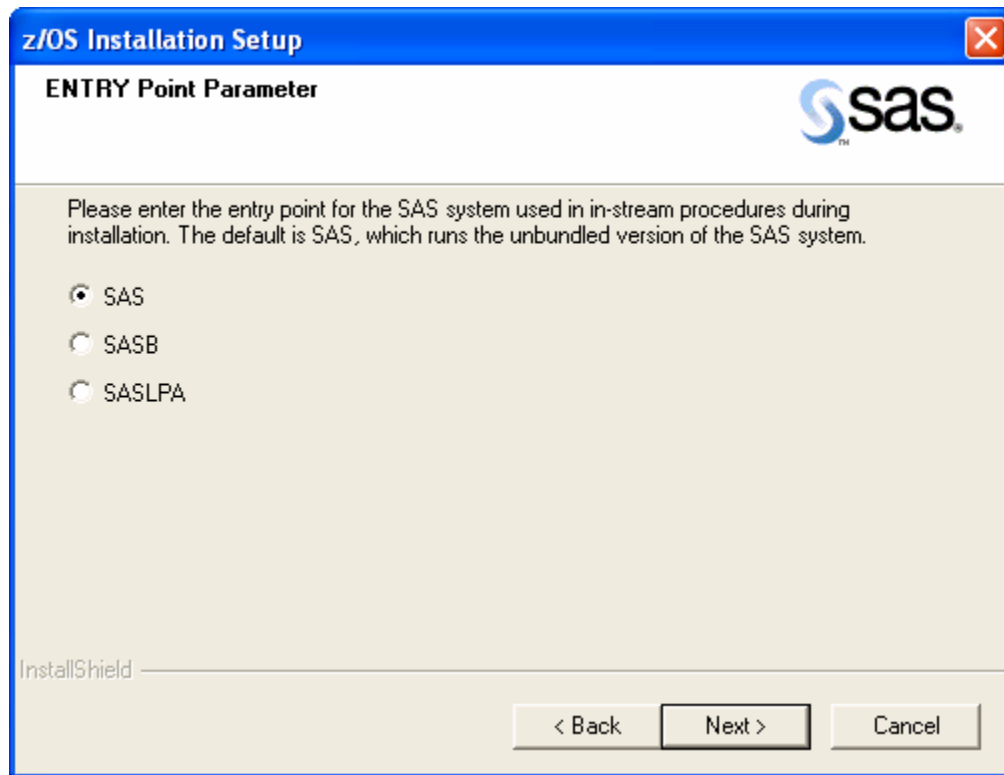 z/OS Installation Setup
ENTRY Point Parameter
sas®
TM
Please enter the entry point for the SAS system used in in-stream procedures during
installation. The default is SAS, which runs the unbundled version of the SAS system.
SAS
SASB
SASLPA
InstallShield
< Back
Next >
Cancel